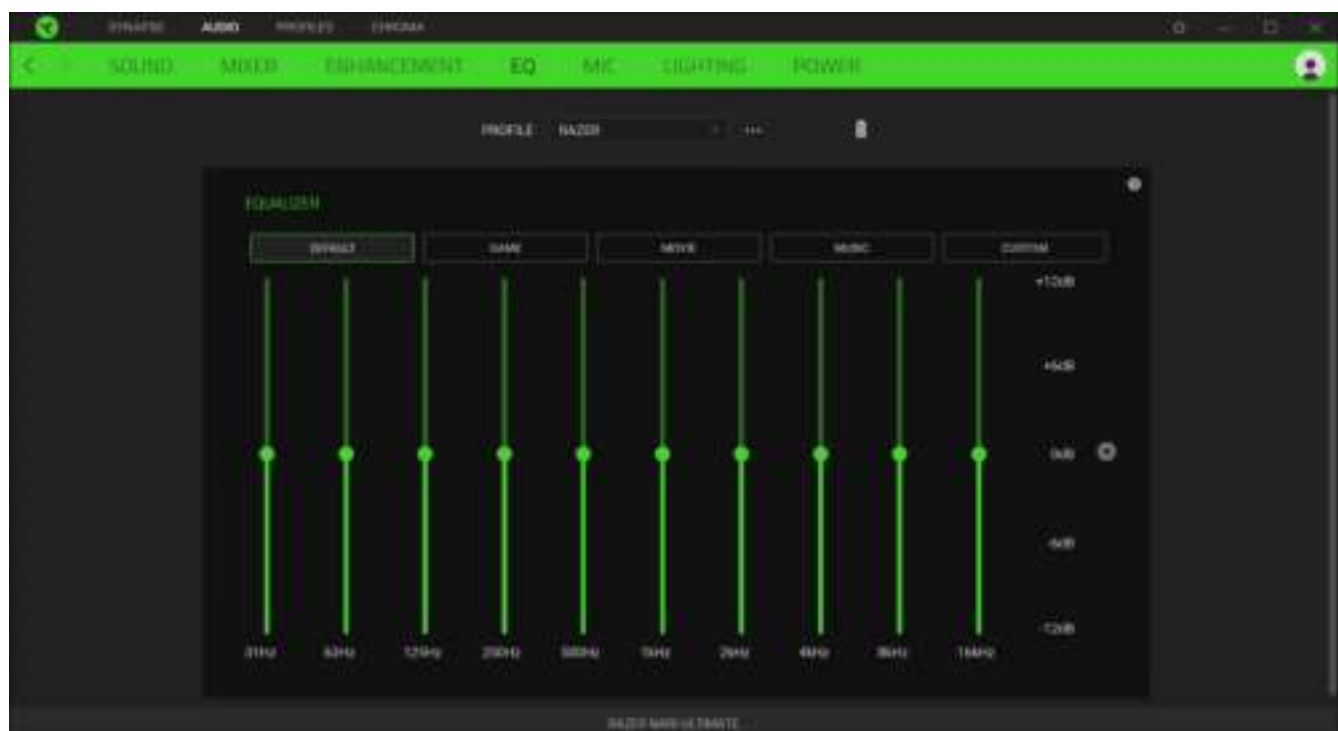 SYNAPSE AUDIO PROFILES CHROMA
SOUND MIXER ENHANCEMENT EQ MIC LIGHTING POWER
PROFILE RAZER
EQUALIZER
DEFAULT GAME MOVIE MUSIC CUSTOM
+12dB
+6dB
0dB
-6dB
-12dB
31Hz 63Hz 125Hz 250Hz 500Hz 1kHz 2kHz 4kHz 8kHz 16kHz
RAZER NARI ULTIMATE